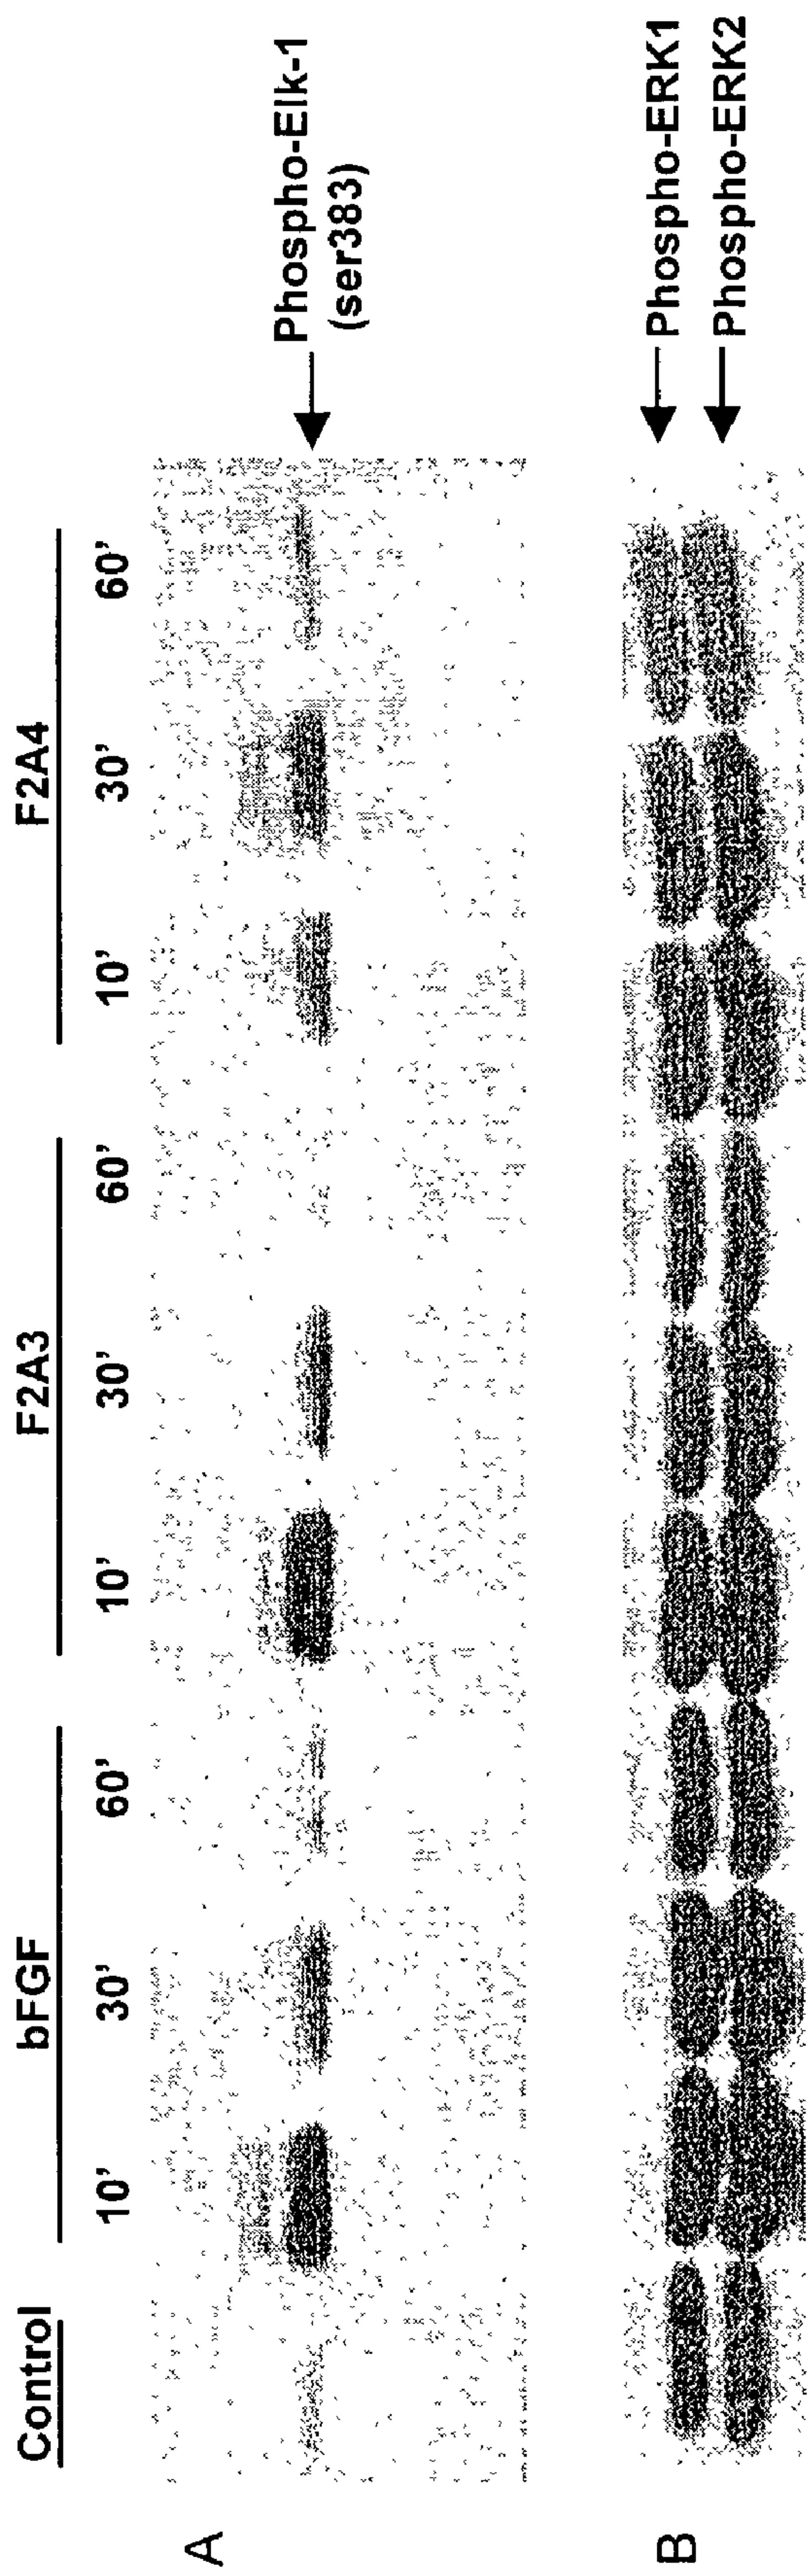 Control bFGF F2A3 F2A4
10' 30' 60' 10' 30' 60' 10' 30' 60'
A
Phospho-Elk-1
(ser383)
B
Phospho-ERK1
Phospho-ERK2